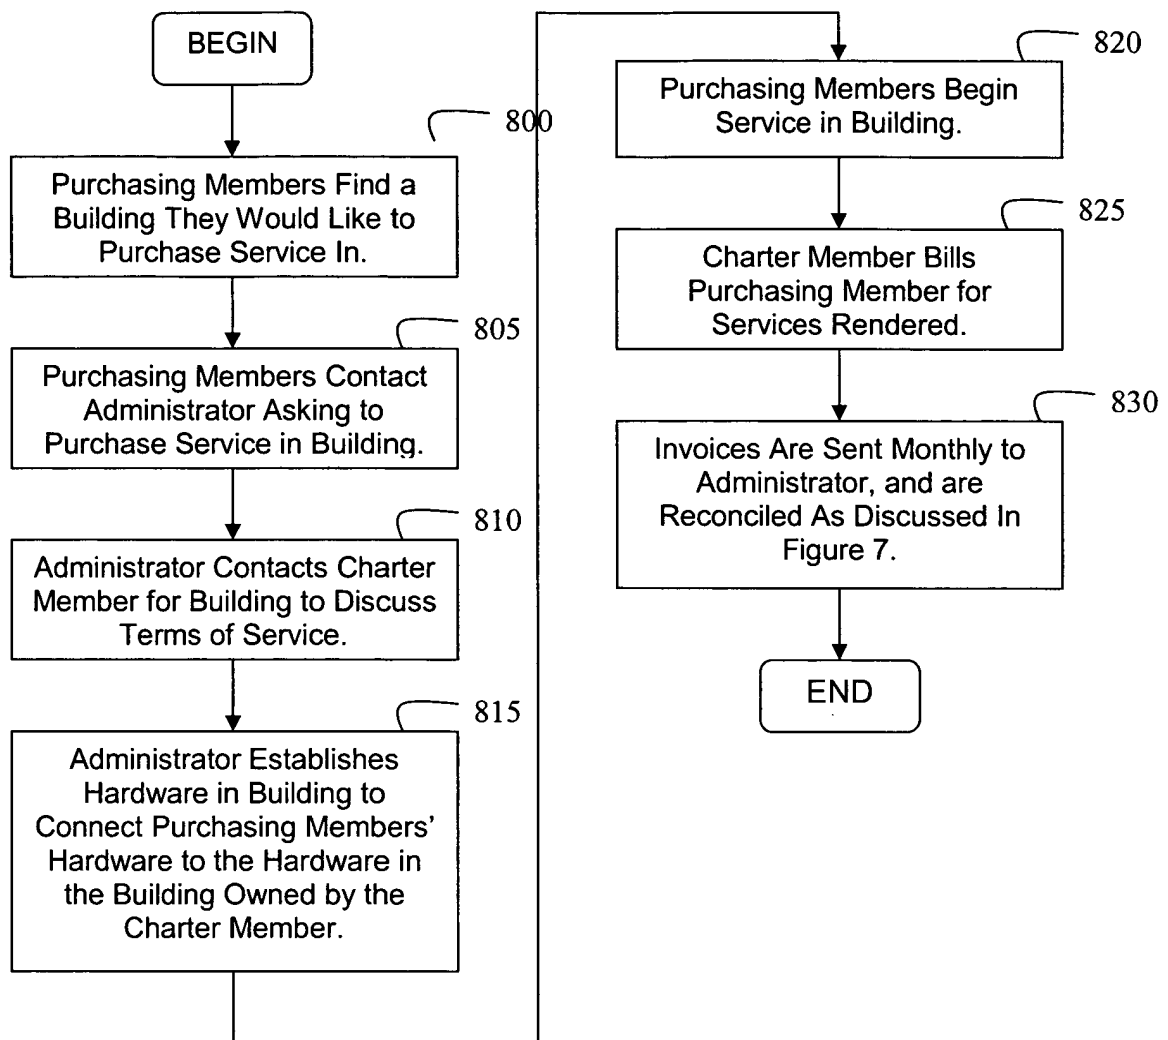 BEGIN
800
Purchasing Members Find a
Building They Would Like to
Purchase Service In.
805
Purchasing Members Contact
Administrator Asking to
Purchase Service in Building.
810
Administrator Contacts Charter
Member for Building to Discuss
Terms of Service.
815
Administrator Establishes
Hardware in Building to
Connect Purchasing Members'
Hardware to the Hardware in
the Building Owned by the
Charter Member.
820
Purchasing Members Begin
Service in Building.
825
Charter Member Bills
Purchasing Member for
Services Rendered.
830
Invoices Are Sent Monthly to
Administrator, and are
Reconciled As Discussed In
Figure 7.
END